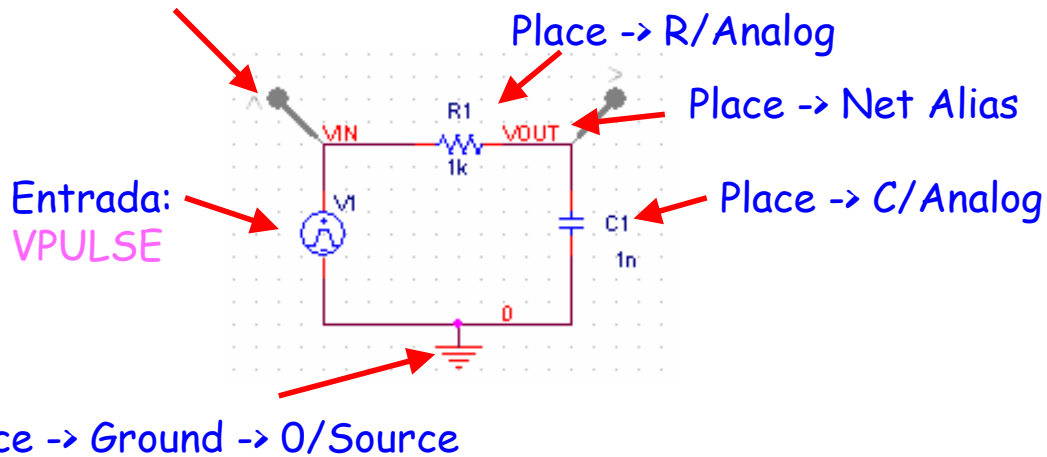 Place -> R/Analog
Place -> Net Alias
R1
VIN
VOUT
1k
Entrada:
VPULSE
V1
Place -> C/Analog
C1
1n
0
ce -> Ground -> 0/Source